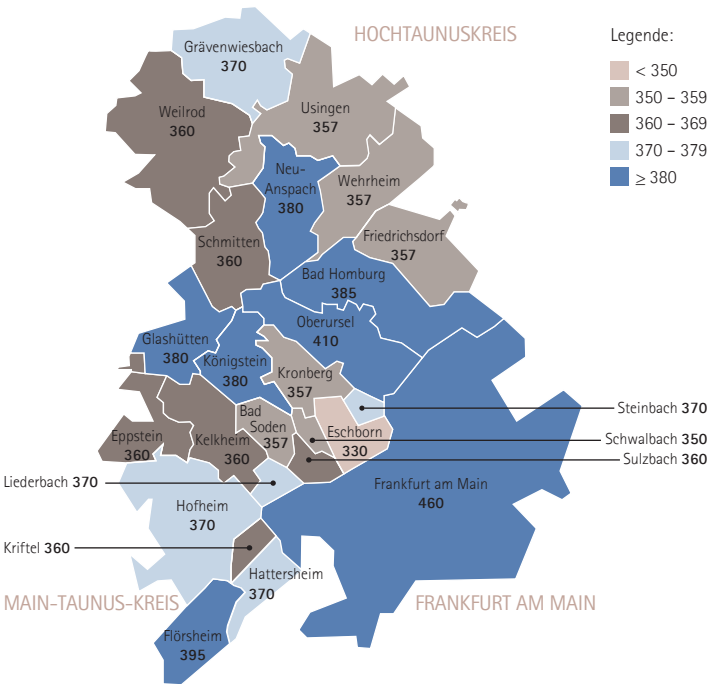 HOCHTAUNUSKREIS
Legende:
< 350
350 – 359
360 – 369
370 – 379
≥ 380
Grävenwiesbach
370
Weilrod
360
Usingen
357
Neu-
Anspach
380
Wehrheim
357
Schmitten
360
Friedrichsdorf
357
Bad Homburg
385
Oberursel
410
Glashütten
380
Königstein
380
Kronberg
357
Steinbach 370
Bad
Soden
357
Eschborn
330
Schwalbach 350
Sulzbach 360
Eppstein
360
Kelkheim
360
Liederbach 370
Frankfurt am Main
460
Hofheim
370
Kriftel 360
Hattersheim
370
MAIN-TAUNUS-KREIS
FRANKFURT AM MAIN
Flörsheim
395